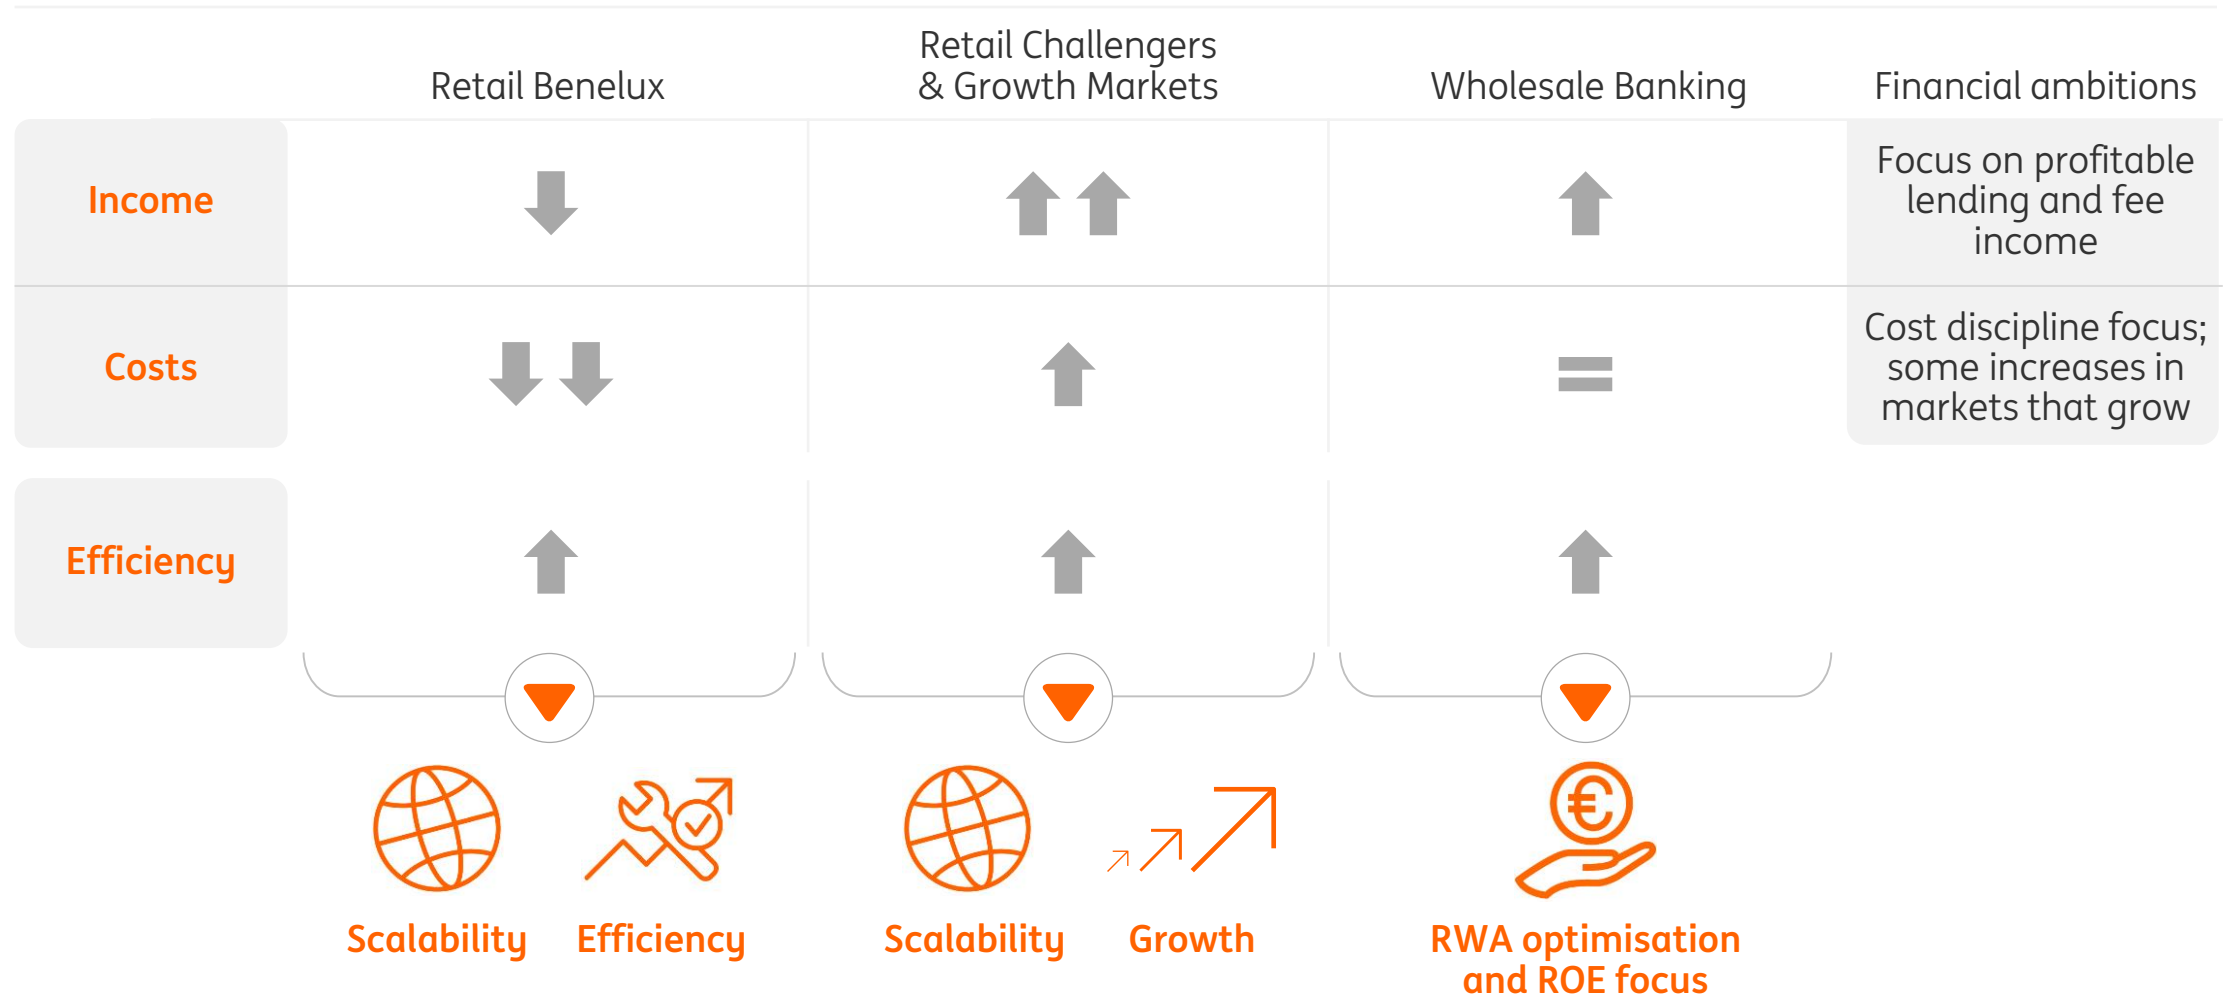 Retail Benelux
Retail Challengers
& Growth Markets
Wholesale Banking
Financial ambitions
Income
Focus on profitable
lending and fee
income
Costs
Cost discipline focus;
some increases in
markets that grow
Efficiency
€
Scalability
Efficiency
Scalability
Growth
RWA optimisation
and ROE focus